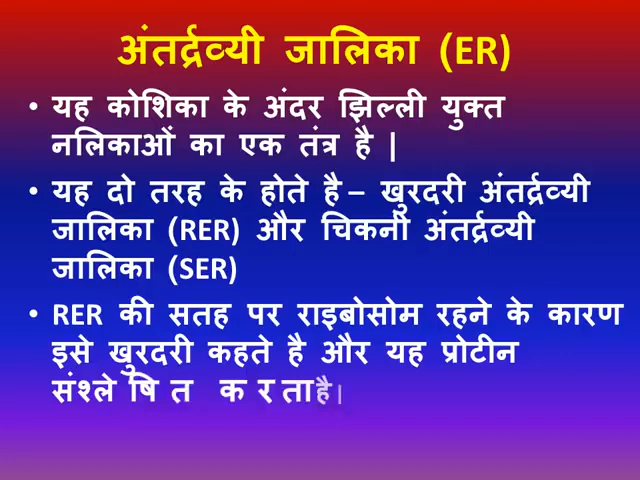 अंतर्द्रव्यी जालिका (ER)
• यह कोशिका के अंदर झिल्ली युक्त
नलिकाओं का एक तंत्र है |
• यह दो तरह के होते है – खुरदरी अंतर्द्रव्यी
जालिका (RER) और चिकनी अंतर्द्रव्यी
जालिका (SER)
• RER की सतह पर राइबोसोम रहने के कारण
इसे खुरदरी कहते है और यह प्रोटीन
संश्लेषित करता है |